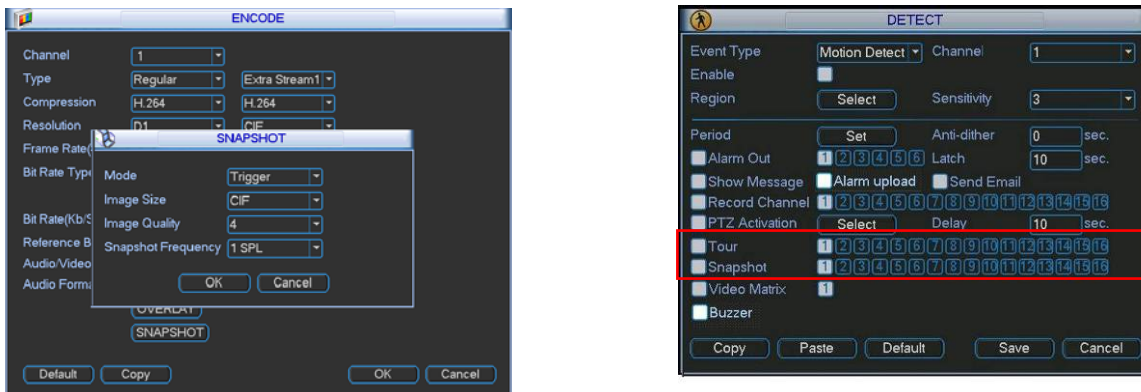 ENCODE
Channel 1
Type Regular Extra Stream1
Compression H.264 H.264
Resolution D1 CIF
Frame Rate(
Bit Rate Type
Bit Rate(Kb/S
Reference B
Audio/Video
Audio Forma
SNAPSHOT
Mode Trigger
Image Size CIF
Image Quality 4
Snapshot Frequency 1 SPL
OK Cancel
OVERLAY
SNAPSHOT
Default Copy OK Cancel
DETECT
Event Type Motion Detect Channel 1
Enable
Region Select Sensitivity 3
Period Set Anti-dither 0 sec.
Alarm Out 1 2 3 4 5 6 Latch 10 sec.
Show Message Alarm upload Send Email
Record Channel 1 2 3 4 5 6 7 8 9 10 11 12 13 14 15 16
PTZ Activation Select Delay 10 sec.
Tour 1 2 3 4 5 6 7 8 9 10 11 12 13 14 15 16
Snapshot 1 2 3 4 5 6 7 8 9 10 11 12 13 14 15 16
Video Matrix 1
Buzzer
Copy Paste Default Save Cancel